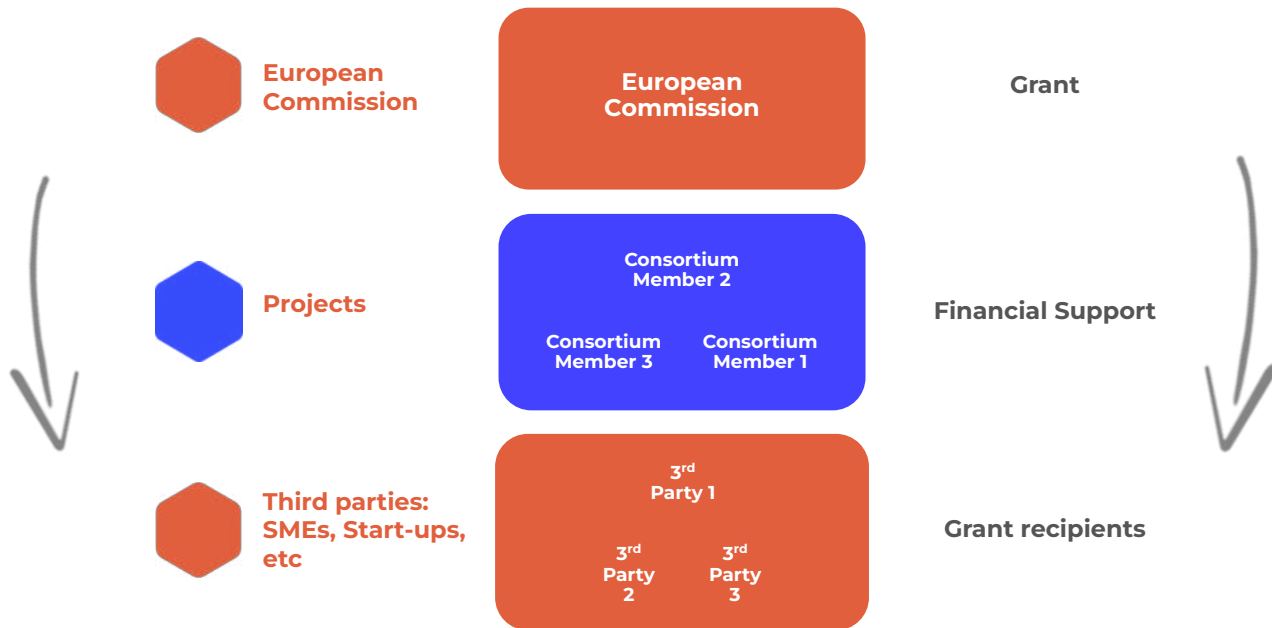 European
Commission
European
Commission
Grant
Projects
Consortium
Member 2
Consortium
Member 3
Consortium
Member 1
Financial Support
Third parties:
SMEs, Start-ups,
etc
3rd
Party 1
3rd
Party
2
3rd
Party
3
Grant recipients